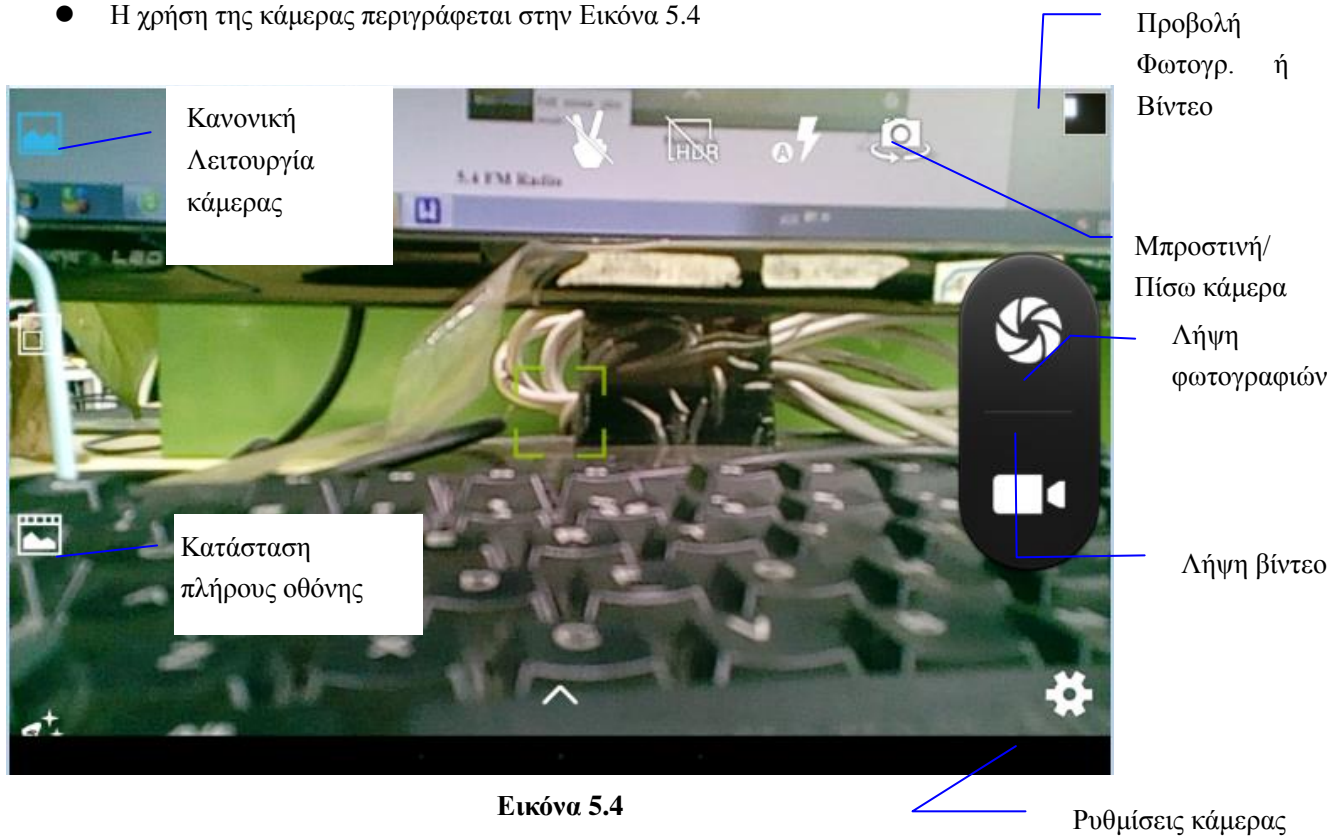 ● Η χρήση της κάμερας περιγράφεται στην Εικόνα 5.4
Προβολή
Φωτογρ. ή
Βίντεο
Κανονική
Λειτουργία
κάμερας
HDR
A
5.4 FM Radio
Μπροστινή/
Πίσω κάμερα
Λήψη
φωτογραφιών
Κατάσταση
πλήρους οθόνης
Λήψη βίντεο
Εικόνα 5.4
Ρυθμίσεις κάμερας